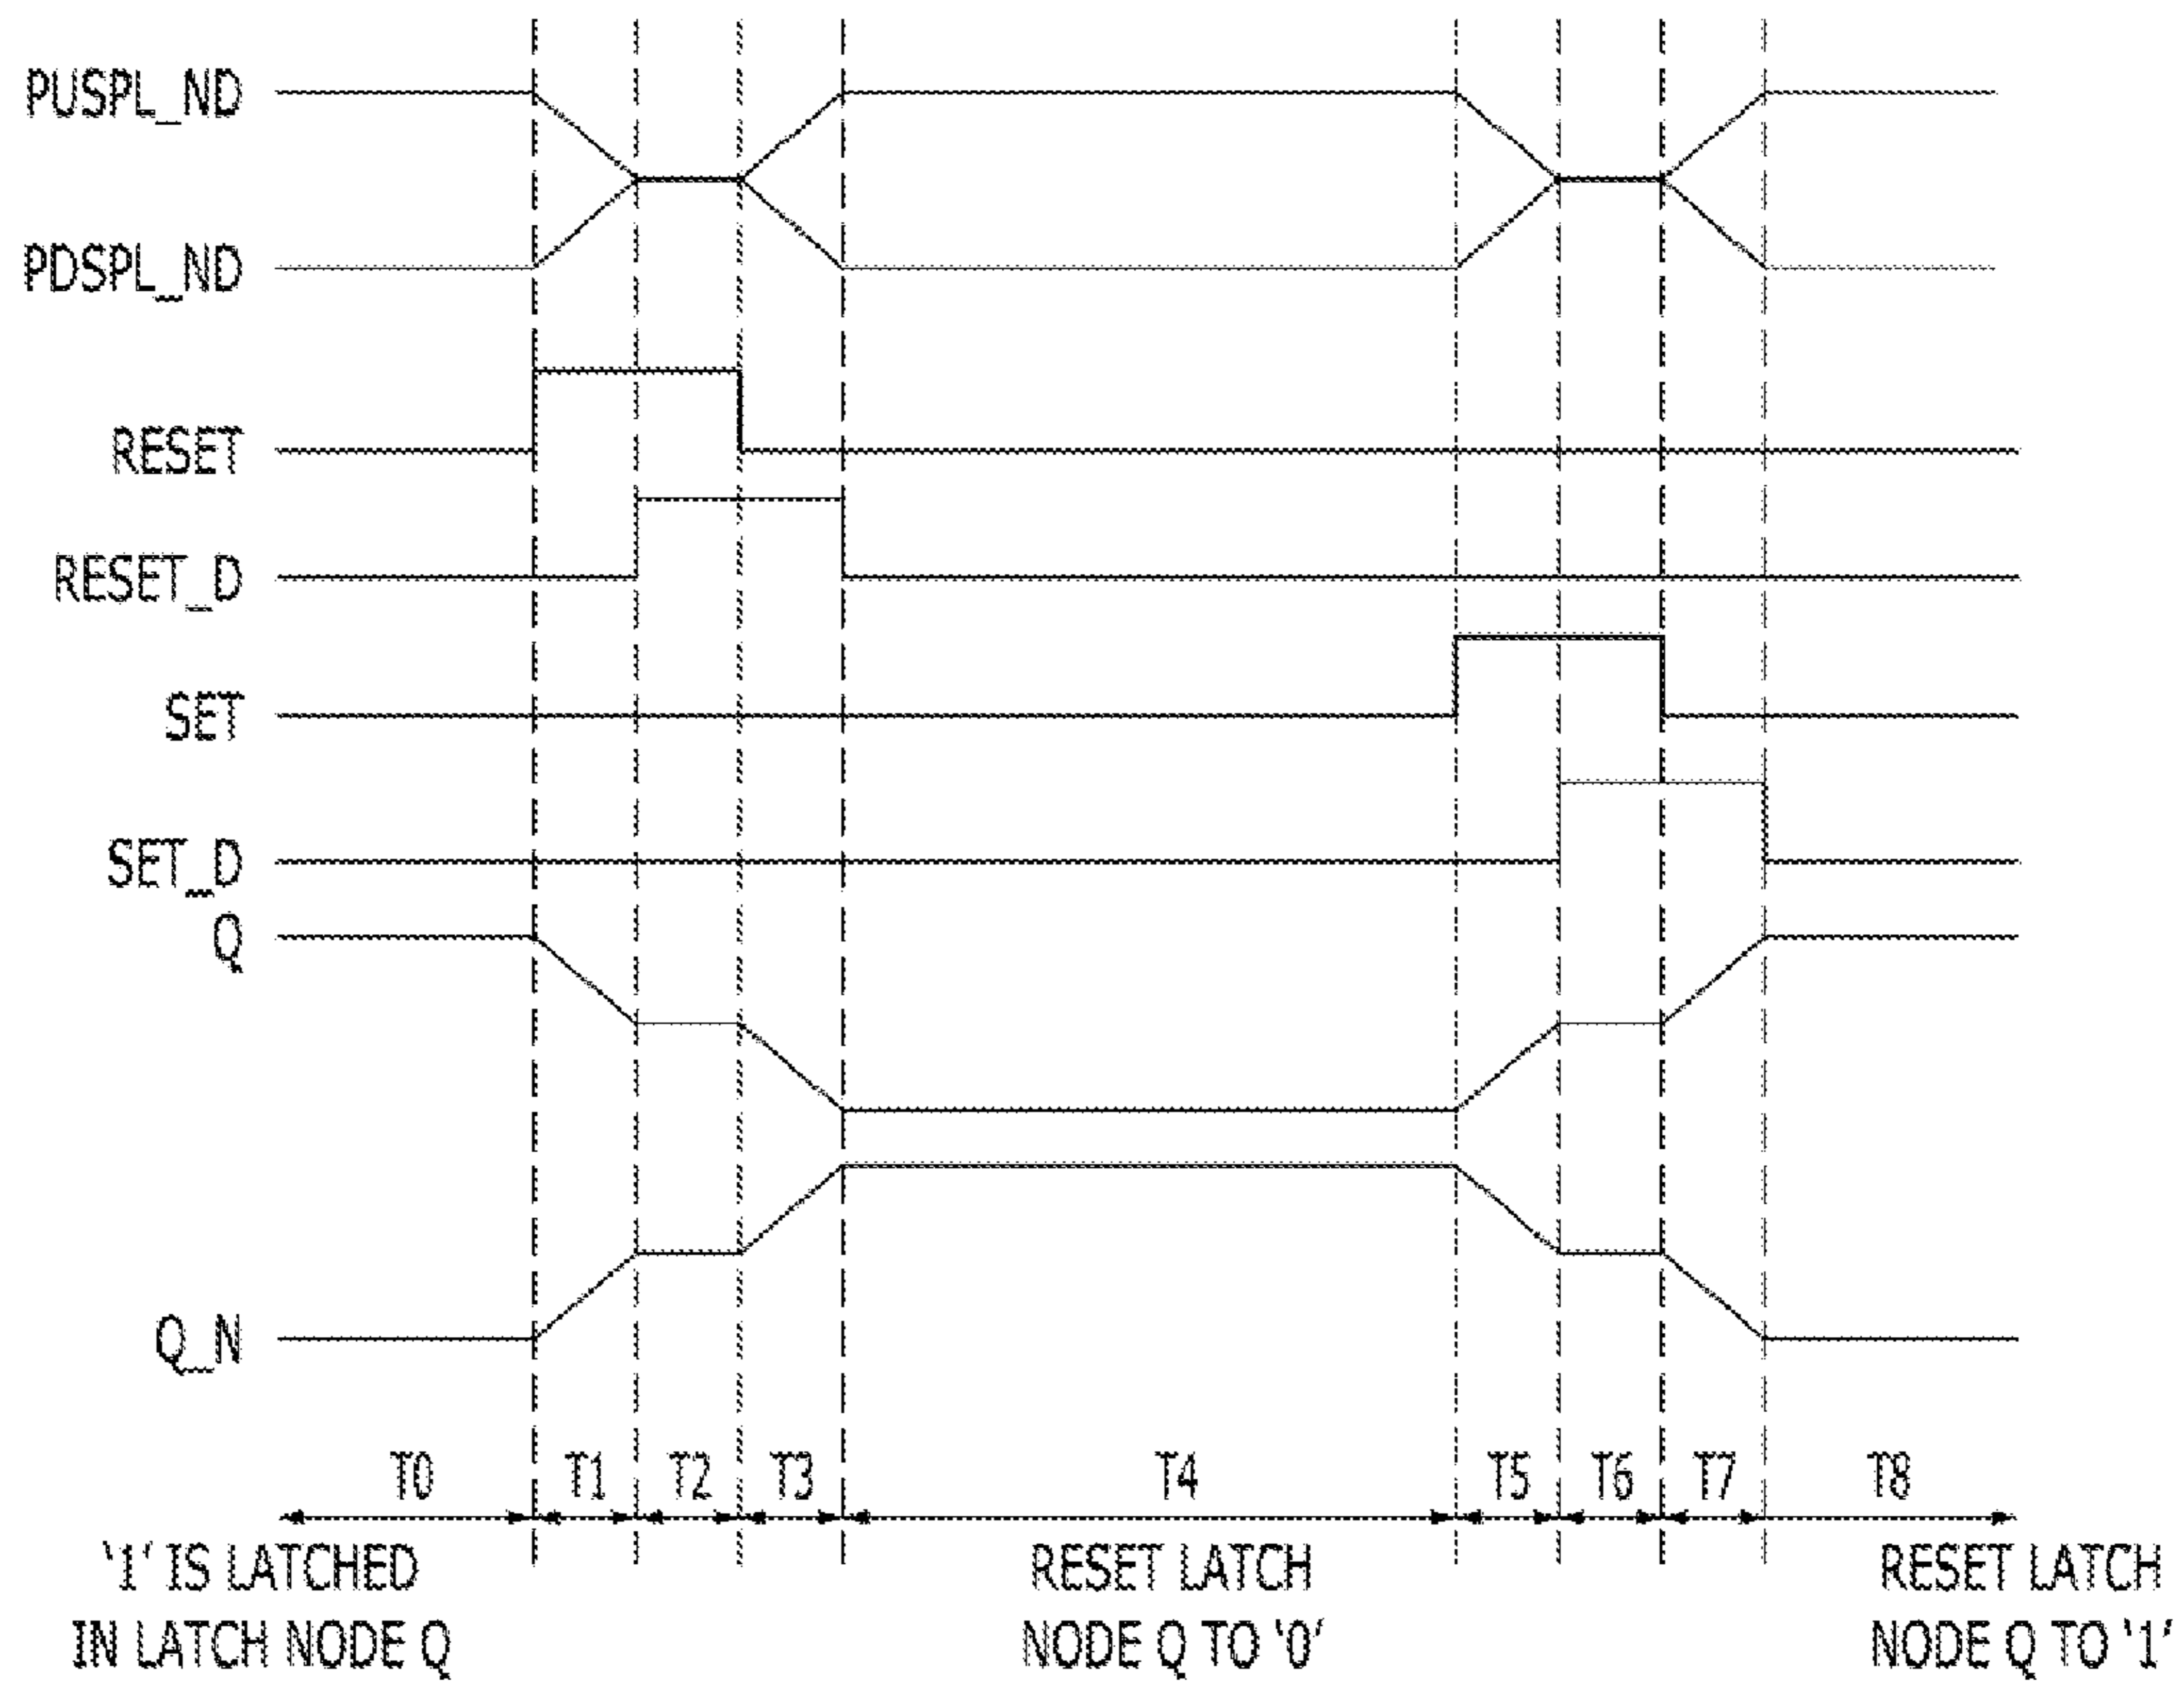 PUSPL_ND
PDSPL_ND
RESET
RESET_D
SET
SET_D
Q
Q_N
T0 T1 T2 T3 T4 T5 T6 T7 T8
‘1’ IS LATCHED
IN LATCH NODE Q
RESET LATCH
NODE Q TO ‘0’
RESET LATCH
NODE Q TO ‘1’